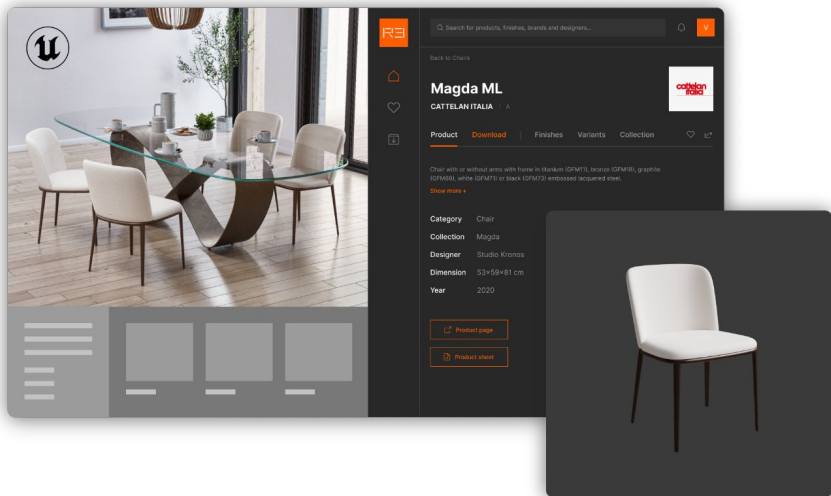 R3
Search for products, finishes, brands and designers...
V
Back to Chairs
Magda ML
CATTELAN ITALIA | A
cattelan
italia
Product Download | Finishes Variants Collection
Chair with or without arms with frame in titanium (GFM11), bronze (GFM18), graphite
(GFM69), white (GFM71) or black (GFM73) embossed lacquered steel.
Show more +
Category Chair
Collection Magda
Designer Studio Kronos
Dimension 53×59×81 cm
Year 2020
Product page
Product sheet